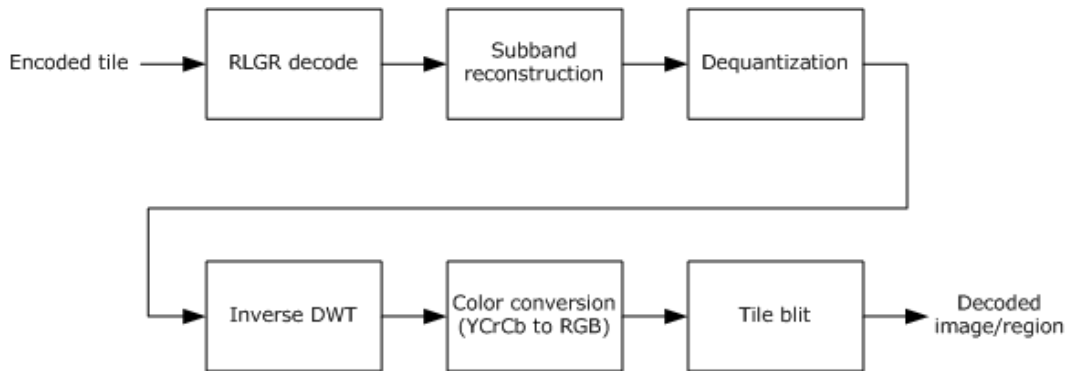 Encoded tile
RLGR decode
Subband
reconstruction
Dequantization
Inverse DWT
Color conversion
(YCrCb to RGB)
Tile blit
Decoded
image/region